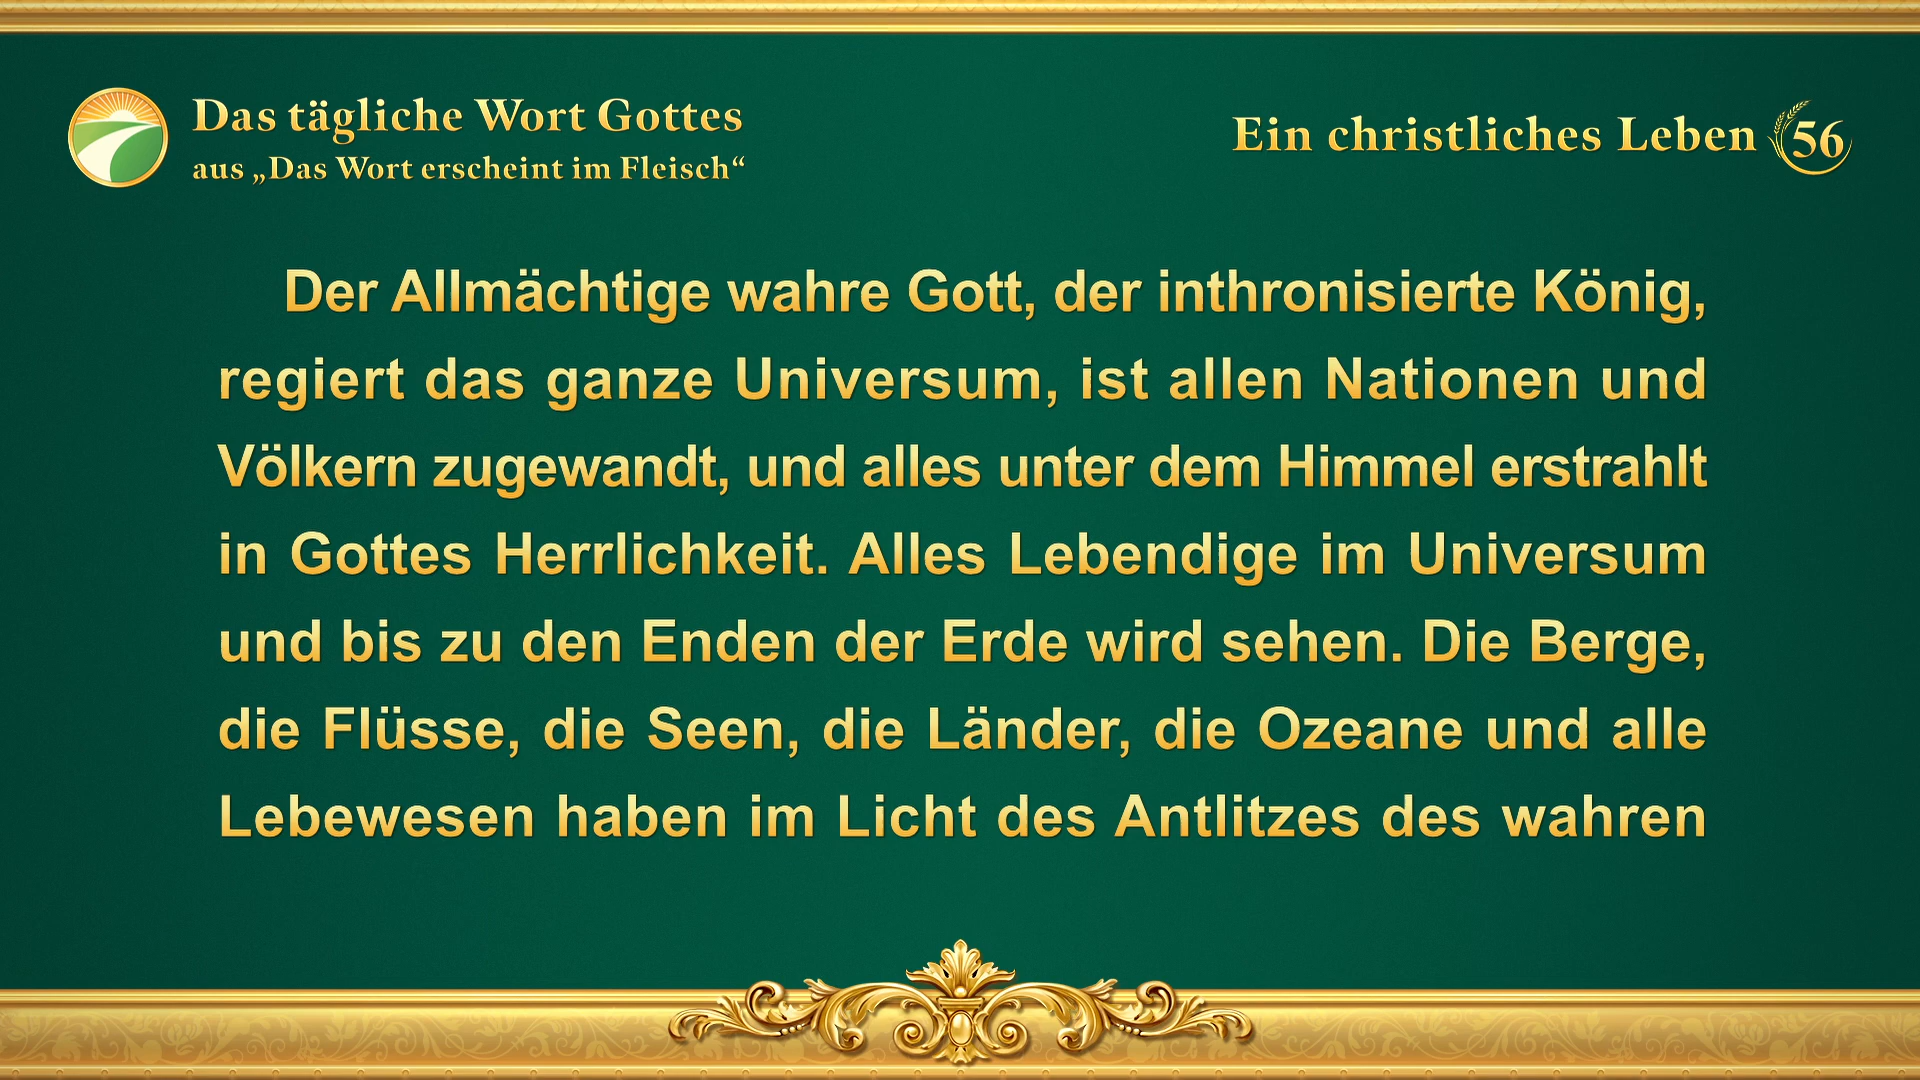 Das tägliche Wort Gottes
aus „Das Wort erscheint im Fleisch“
Ein christliches Leben 56
Der Allmächtige wahre Gott, der inthronisierte König,
regiert das ganze Universum, ist allen Nationen und
Völkern zugewandt, und alles unter dem Himmel erstrahlt
in Gottes Herrlichkeit. Alles Lebendige im Universum
und bis zu den Enden der Erde wird sehen. Die Berge,
die Flüsse, die Seen, die Länder, die Ozeane und alle
Lebewesen haben im Licht des Antlitzes des wahren